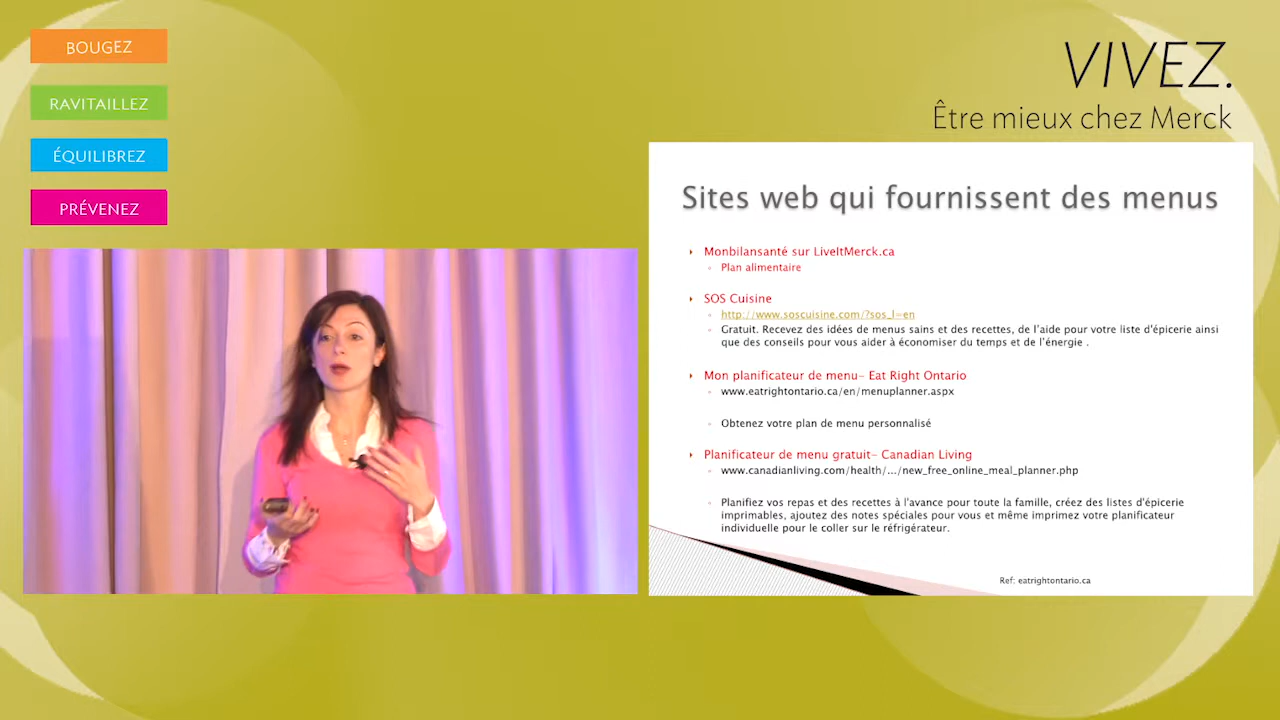 BOUGEZ
RAVITAILLEZ
ÉQUILIBREZ
PRÉVENEZ
VIVEZ.
Être mieux chez Merck
Sites web qui fournissent des menus
Monbilansanté sur LiveItMerck.ca
Plan alimentaire
SOS Cuisine
http://www.soscuisine.com/?sos_l=en
Gratuit. Recevez des idées de menus sains et des recettes, de l'aide pour votre liste d'épicerie ainsi
que des conseils pour vous aider à économiser du temps et de l'énergie .
Mon planificateur de menu– Eat Right Ontario
www.eatrightontario.ca/en/menuplanner.aspx
Obtenez votre plan de menu personnalisé
Planificateur de menu gratuit– Canadian Living
www.canadianliving.com/health/.../new_free_online_meal_planner.php
Planifiez vos repas et des recettes à l'avance pour toute la famille, créez des listes d'épicerie
imprimables, ajoutez des notes spéciales pour vous et même imprimez votre planificateur
individuelle pour le coller sur le réfrigérateur.
Ref: eatrightontario.ca